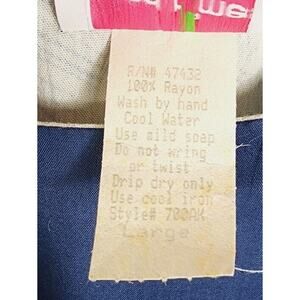 R/N# 47432
100% Rayon
Wash by hand
Cool Water
Use mild soap
Do not wring
or twist
Drip dry only
Use cool iron
Style# 700AK
Large